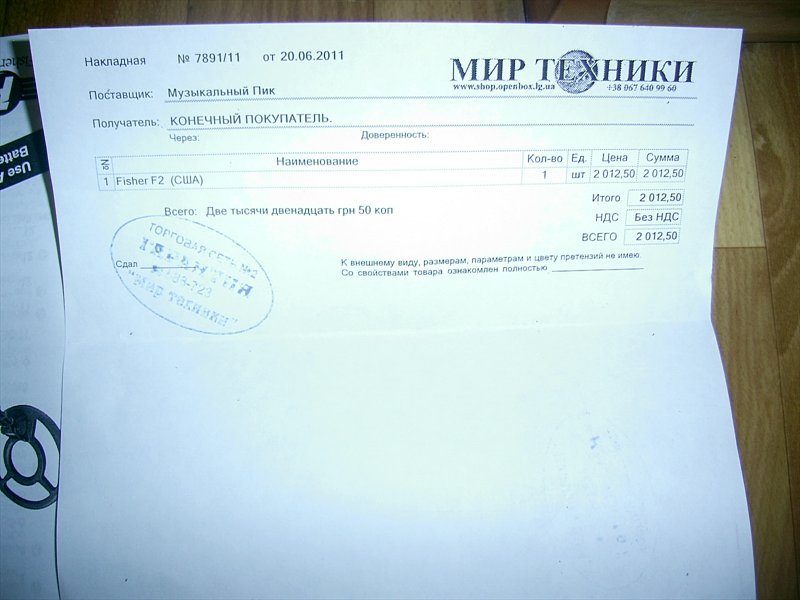 Накладная № 7891/11 от 20.06.2011
МИР ТЕХНИКИ
www.shop.openbox.lg.ua +38 067 640 99 60
Поставщик: Музыкальный Пик
Получатель: КОНЕЧНЫЙ ПОКУПАТЕЛЬ.
Через: Доверенность:
№ Наименование Кол-во Ед. Цена Сумма
1 Fisher F2 (США) 1 шт 2 012,50 2 012,50
Итого 2 012,50
Всего: Две тысячи двенадцать грн 50 коп
НДС Без НДС
ВСЕГО 2 012,50
Сдал
К внешнему виду, размерам, параметрам и цвету претензий не имею.
Со свойствами товара ознакомлен полностью
ТОРГОВАЯ СЕТЬ №2
ГАРАНТИЯ
"Мир техники"
Use
Batte